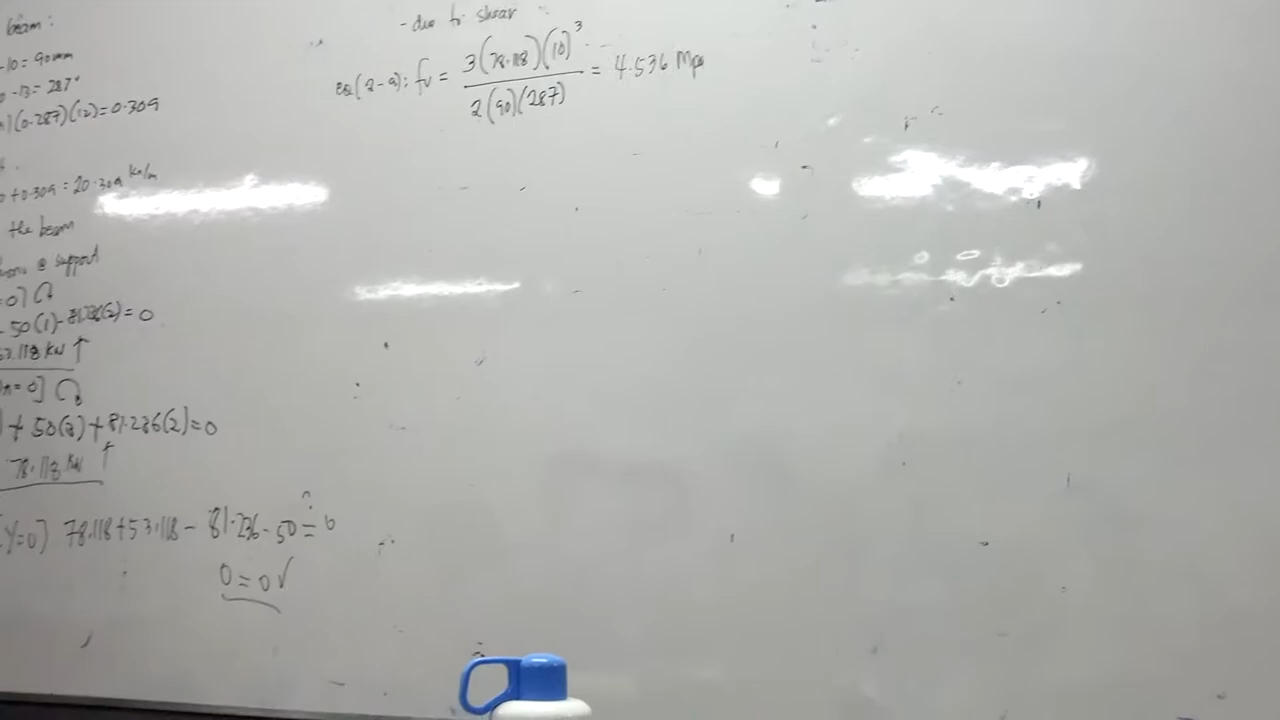 beam:
-10 = 90mm
-13 = 287"
(0.287)(12) = 0.309
+0.309 = 20.309 kN/m
the beam
@ support
=0]
- 50(1) - 81.236(2) = 0
53.118 kN ↑
=0]
+ 50(3) + 81.236(2) = 0
78.118 kN ↑
Y=0] 78.118 + 53.118 - 81.236 - 50 ≟ 0
0 = 0 ✓
- due to shear
fv = 3(78.118)(10)³ / 2(90)(287) = 4.536 Mpa